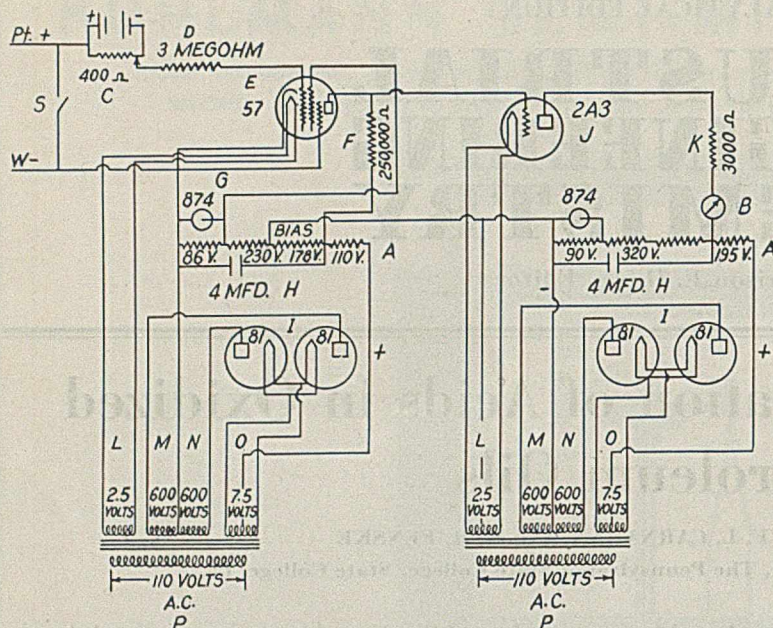 + -
Pt. +
D
3 MEGOHM
400 Ω
C
S
E
57
W-
2A3
J
F
250,000 Ω
K
3000 Ω
B
G
874
BIAS
86 V.
230 V.
178 V.
110 V.
A
4 MFD. H
874
90 V.
320 V.
195 V.
A
4 MFD. H
-
I
81
81
+
I
81
81
+
L
M
N
O
2.5 VOLTS
600 VOLTS
600 VOLTS
7.5 VOLTS
110 VOLTS
A.C.
P
L
M
N
O
2.5 VOLTS
600 VOLTS
600 VOLTS
7.5 VOLTS
110 VOLTS
A.C.
P